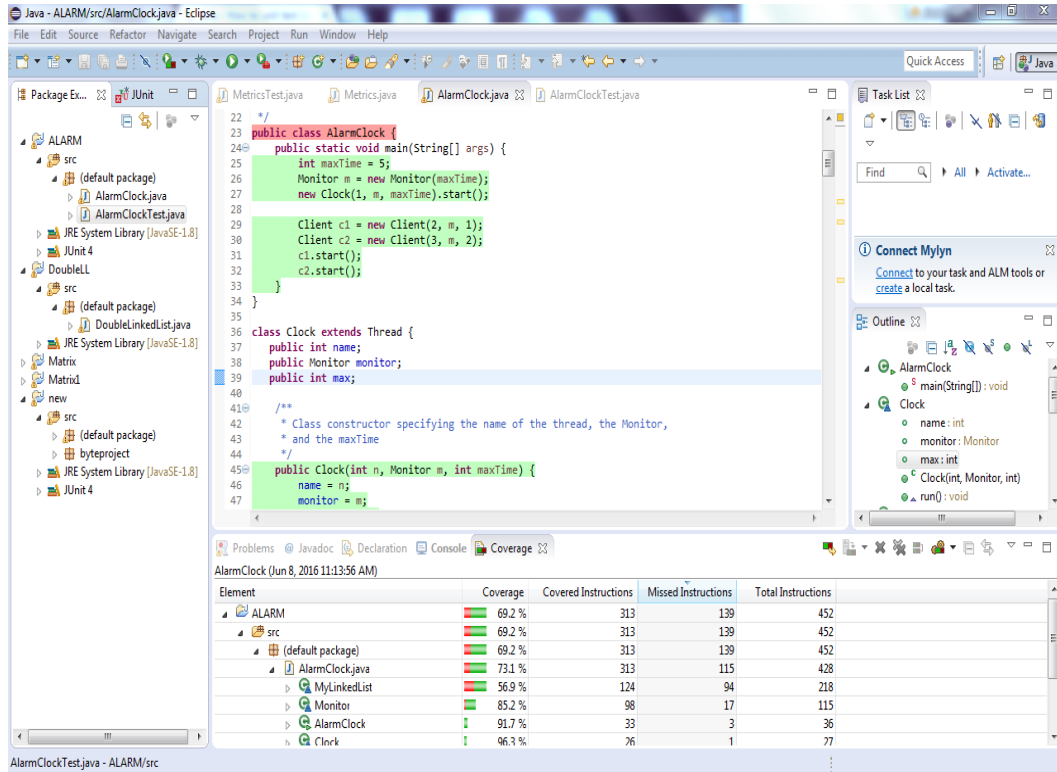 Java - ALARM/src/AlarmClock.java - Eclipse
File Edit Source Refactor Navigate Search Project Run Window Help
Quick Access
Java
Package Ex...
JUnit
ALARM
src
(default package)
AlarmClock.java
AlarmClockTest.java
JRE System Library [JavaSE-1.8]
JUnit 4
DoubleLL
src
(default package)
DoubleLinkedList.java
JRE System Library [JavaSE-1.8]
Matrix
Matrix1
new
src
(default package)
byteproject
JRE System Library [JavaSE-1.8]
JUnit 4
MetricsTest.java Metrics.java AlarmClock.java AlarmClockTest.java
22 */
23 public class AlarmClock {
24 public static void main(String[] args) {
25 int maxTime = 5;
26 Monitor m = new Monitor(maxTime);
27 new Clock(1, m, maxTime).start();
28
29 Client c1 = new Client(2, m, 1);
30 Client c2 = new Client(3, m, 2);
31 c1.start();
32 c2.start();
33 }
34 }
35
36 class Clock extends Thread {
37 public int name;
38 public Monitor monitor;
39 public int max;
40
41 /**
42 * Class constructor specifying the name of the thread, the Monitor,
43 * and the maxTime
44 */
45 public Clock(int n, Monitor m, int maxTime) {
46 name = n;
47 monitor = m;
Task List
Find All Activate...
Connect Mylyn
Connect to your task and ALM tools or
create a local task.
Outline
AlarmClock
main(String[]) : void
Clock
name : int
monitor : Monitor
max : int
Clock(int, Monitor, int)
run() : void
Problems @ Javadoc Declaration Console Coverage
AlarmClock (Jun 8, 2016 11:13:56 AM)
Element Coverage Covered Instructions Missed Instructions Total Instructions
ALARM 69.2 % 313 139 452
src 69.2 % 313 139 452
(default package) 69.2 % 313 139 452
AlarmClock.java 73.1 % 313 115 428
MyLinkedList 56.9 % 124 94 218
Monitor 85.2 % 98 17 115
AlarmClock 91.7 % 33 3 36
Clock 96.3 % 26 1 27
AlarmClockTest.java - ALARM/src